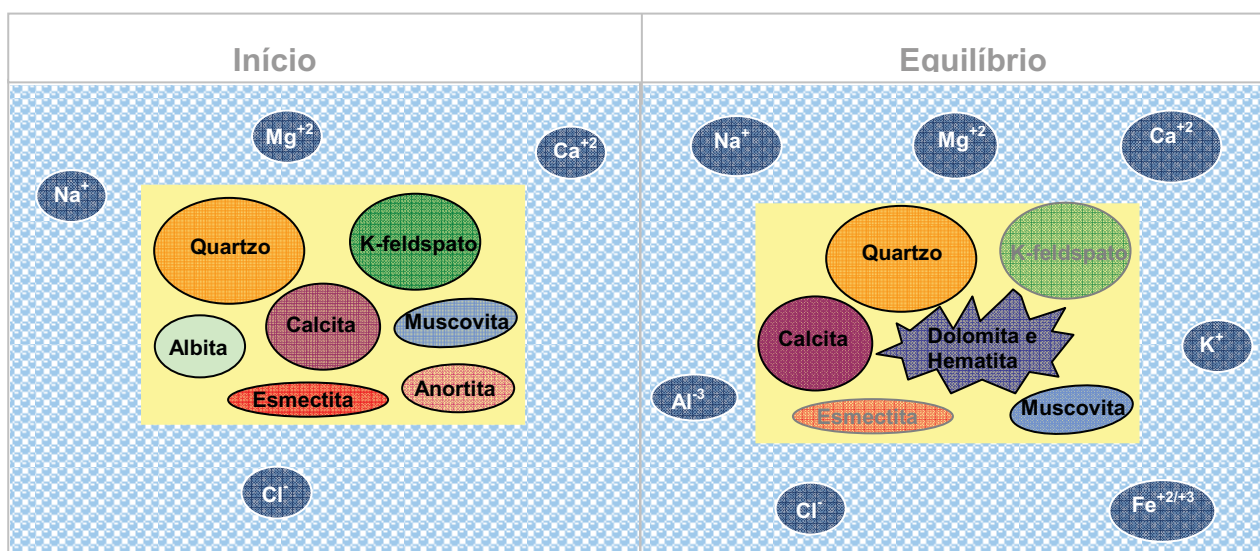 Início
Equilíbrio
Mg+2
Ca+2
Na+
Quartzo
K-feldspato
Calcita
Muscovita
Albita
Anortita
Esmectita
Cl-
Na+
Mg+2
Ca+2
Quartzo
K-feldspato
Calcita
Dolomita e
Hematita
K+
Al-3
Esmectita
Muscovita
Cl-
Fe+2/+3